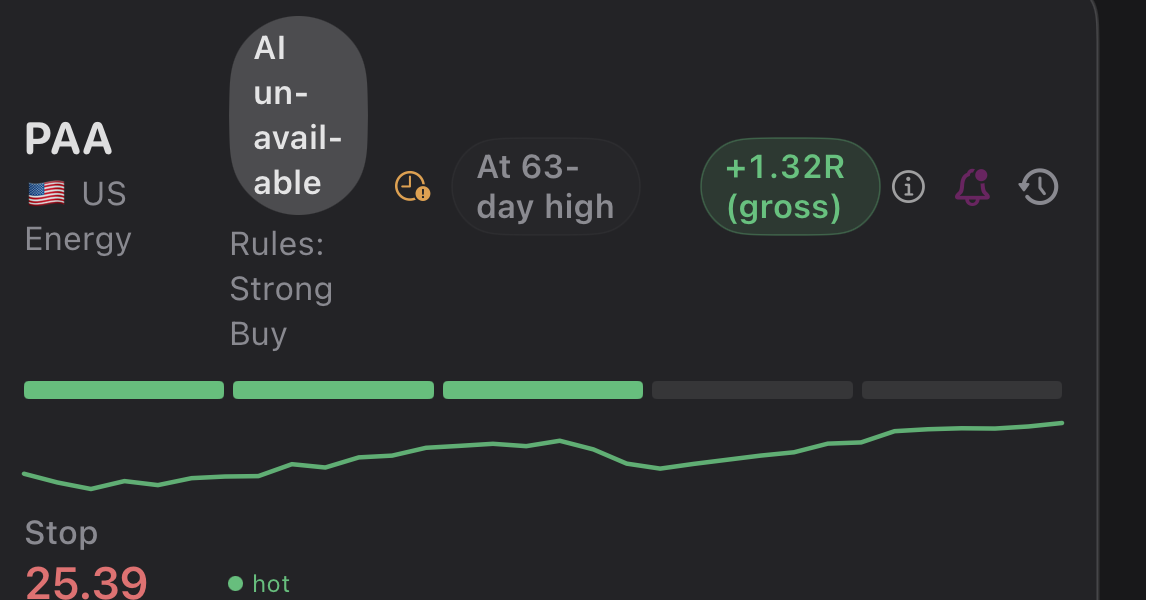 AI
un-
avail-
able
PAA
🇺🇸 US
Energy
Rules:
Strong
Buy
At 63-
day high
+1.32R
(gross)
Stop
25.39
hot